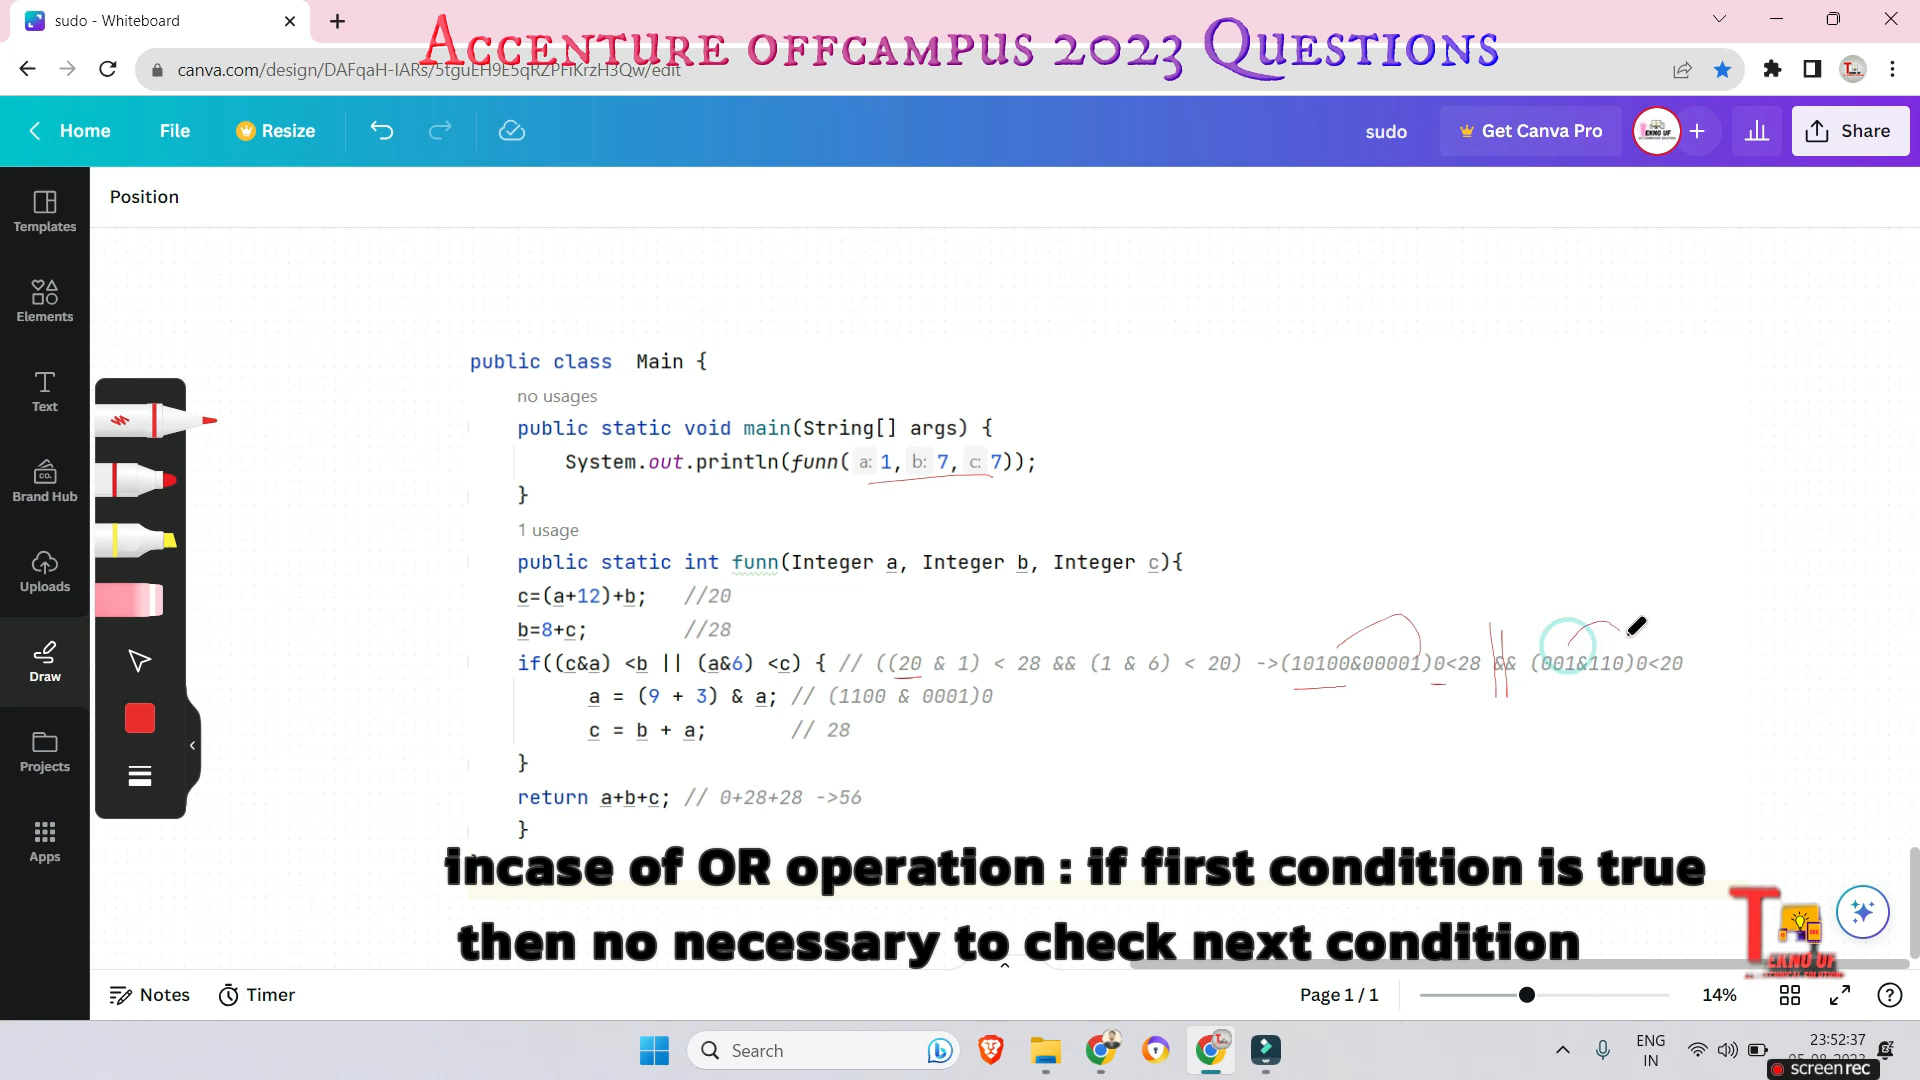 sudo - Whiteboard
Accenture offcampus 2023 Questions
canva.com/design/DAFqaH-IARs/5tguEH9E5qRZPFiKrzH3Qw/edit
Home
File
Resize
sudo
Get Canva Pro
Share
Position
Templates
Elements
Text
Brand Hub
Uploads
Draw
Projects
Apps
public class Main {
no usages
public static void main(String[] args) {
System.out.println(funn( a: 1, b: 7, c: 7));
}
1 usage
public static int funn(Integer a, Integer b, Integer c){
c=(a+12)+b; //20
b=8+c; //28
if((c&a) <b || (a&6) <c) { // ((20 & 1) < 28 && (1 & 6) < 20) ->(10100&00001)0<28 && (001&110)0<20
a = (9 + 3) & a; // (1100 & 0001)0
c = b + a; // 28
}
return a+b+c; // 0+28+28 ->56
}
incase of OR operation : if first condition is true
then no necessary to check next condition
TEKNO UF
Notes
Timer
Page 1 / 1
14%
Search
ENG
IN
23:52:37
05-08-2023
screenrec